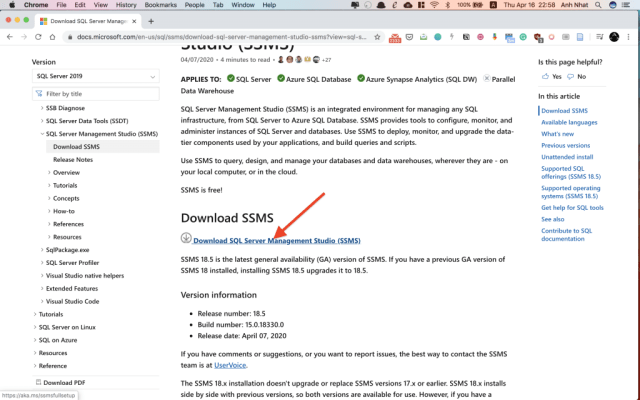 Chrome File Edit View History Bookmarks People Tab Window Help
100% Thu Apr 16 22:58 Anh Nhat
Download SQL Server Manage
docs.microsoft.com/en-us/sql/ssms/download-sql-server-management-studio-ssms?view=sql-s...
Version
SQL Server 2019
Filter by title
SSB Diagnose
SQL Server Data Tools (SSDT)
SQL Server Management Studio (SSMS)
Download SSMS
Release Notes
Overview
Tutorials
Concepts
How-to
References
Resources
SqlPackage.exe
SQL Server Profiler
Visual Studio native helpers
Extended Features
Visual Studio Code
Tutorials
SQL Server on Linux
SQL on Azure
Resources
References
Download PDF
https://aka.ms/ssmsfullsetup
Studio (SSMS)
04/07/2020 • 4 minutes to read • +27
APPLIES TO: SQL Server Azure SQL Database Azure Synapse Analytics (SQL DW) Parallel
Data Warehouse
SQL Server Management Studio (SSMS) is an integrated environment for managing any SQL
infrastructure, from SQL Server to Azure SQL Database. SSMS provides tools to configure, monitor, and
administer instances of SQL Server and databases. Use SSMS to deploy, monitor, and upgrade the data-
tier components used by your applications, and build queries and scripts.
Use SSMS to query, design, and manage your databases and data warehouses, wherever they are - on
your local computer, or in the cloud.
SSMS is free!
Download SSMS
Download SQL Server Management Studio (SSMS)
SSMS 18.5 is the latest general availability (GA) version of SSMS. If you have a previous GA version of
SSMS 18 installed, installing SSMS 18.5 upgrades it to 18.5.
Version information
• Release number: 18.5
• Build number: 15.0.18330.0
• Release date: April 07, 2020
If you have comments or suggestions, or you want to report issues, the best way to contact the SSMS
team is at UserVoice.
The SSMS 18.x installation doesn't upgrade or replace SSMS versions 17.x or earlier. SSMS 18.x installs
side by side with previous versions, so both versions are available for use. However, if you have a
Is this page helpful?
Yes No
In this article
Download SSMS
Available languages
What's new
Previous versions
Unattended install
Supported SQL
offerings (SSMS 18.5)
Supported operating
systems (SSMS 18.5)
Get help for SQL tools
See also
Contribute to SQL
documentation